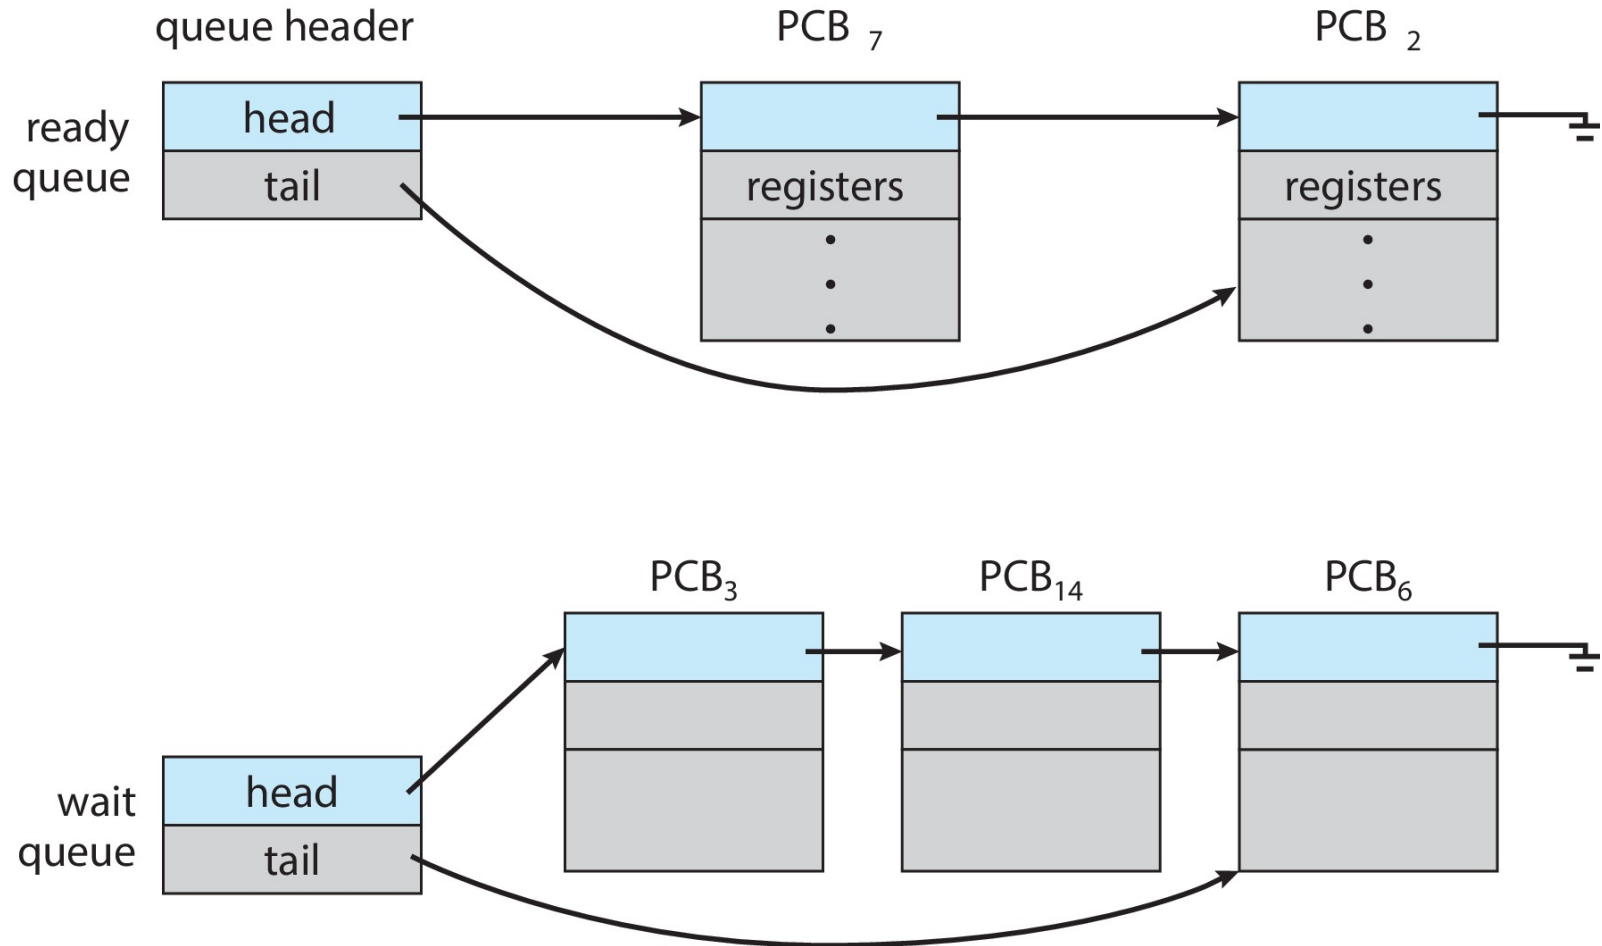 queue header
PCB 7
PCB 2
ready
queue
head
tail
registers
registers
PCB3
PCB14
PCB6
wait
queue
head
tail